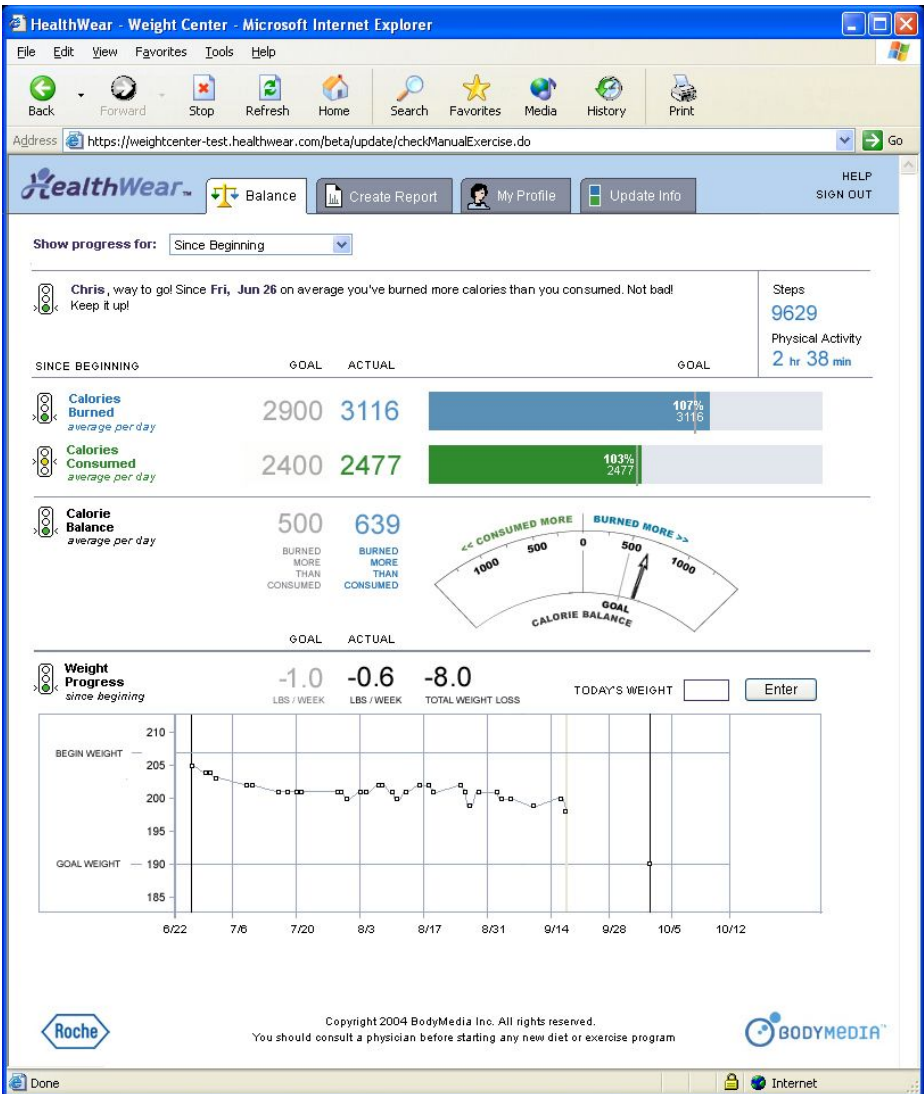 HealthWear - Weight Center - Microsoft Internet Explorer
File Edit View Favorites Tools Help
Back Forward Stop Refresh Home Search Favorites Media History Print
Address https://weightcenter-test.healthwear.com/beta/update/checkManualExercise.do Go
HealthWear™ Balance Create Report My Profile Update Info
HELP
SIGN OUT
Show progress for: Since Beginning
Chris, way to go! Since Fri, Jun 26 on average you've burned more calories than you consumed. Not bad!
Keep it up!
Steps
9629
Physical Activity
2 hr 38 min
SINCE BEGINNING GOAL ACTUAL GOAL
Calories
Burned
average per day
2900 3116
107%
3116
Calories
Consumed
average per day
2400 2477
103%
2477
Calorie
Balance
average per day
500 639
BURNED
MORE
THAN
CONSUMED
BURNED
MORE
THAN
CONSUMED
<< CONSUMED MORE BURNED MORE >>
1000 500 0 500 1000
GOAL
CALORIE BALANCE
GOAL ACTUAL
Weight
Progress
since begining
-1.0 -0.6 -8.0
LBS / WEEK LBS / WEEK TOTAL WEIGHT LOSS
TODAY'S WEIGHT Enter
210
BEGIN WEIGHT
205
200
195
GOAL WEIGHT 190
185
6/22 7/6 7/20 8/3 8/17 8/31 9/14 9/28 10/5 10/12
Roche
Copyright 2004 BodyMedia Inc. All rights reserved.
You should consult a physician before starting any new diet or exercise program
BODYMEDIA
Done Internet